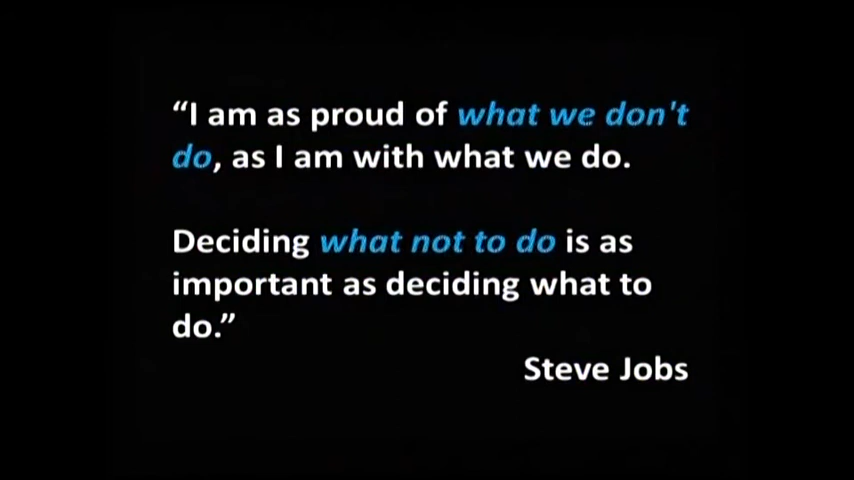 “I am as proud of what we don't
do, as I am with what we do.
Deciding what not to do is as
important as deciding what to
do.”
Steve Jobs